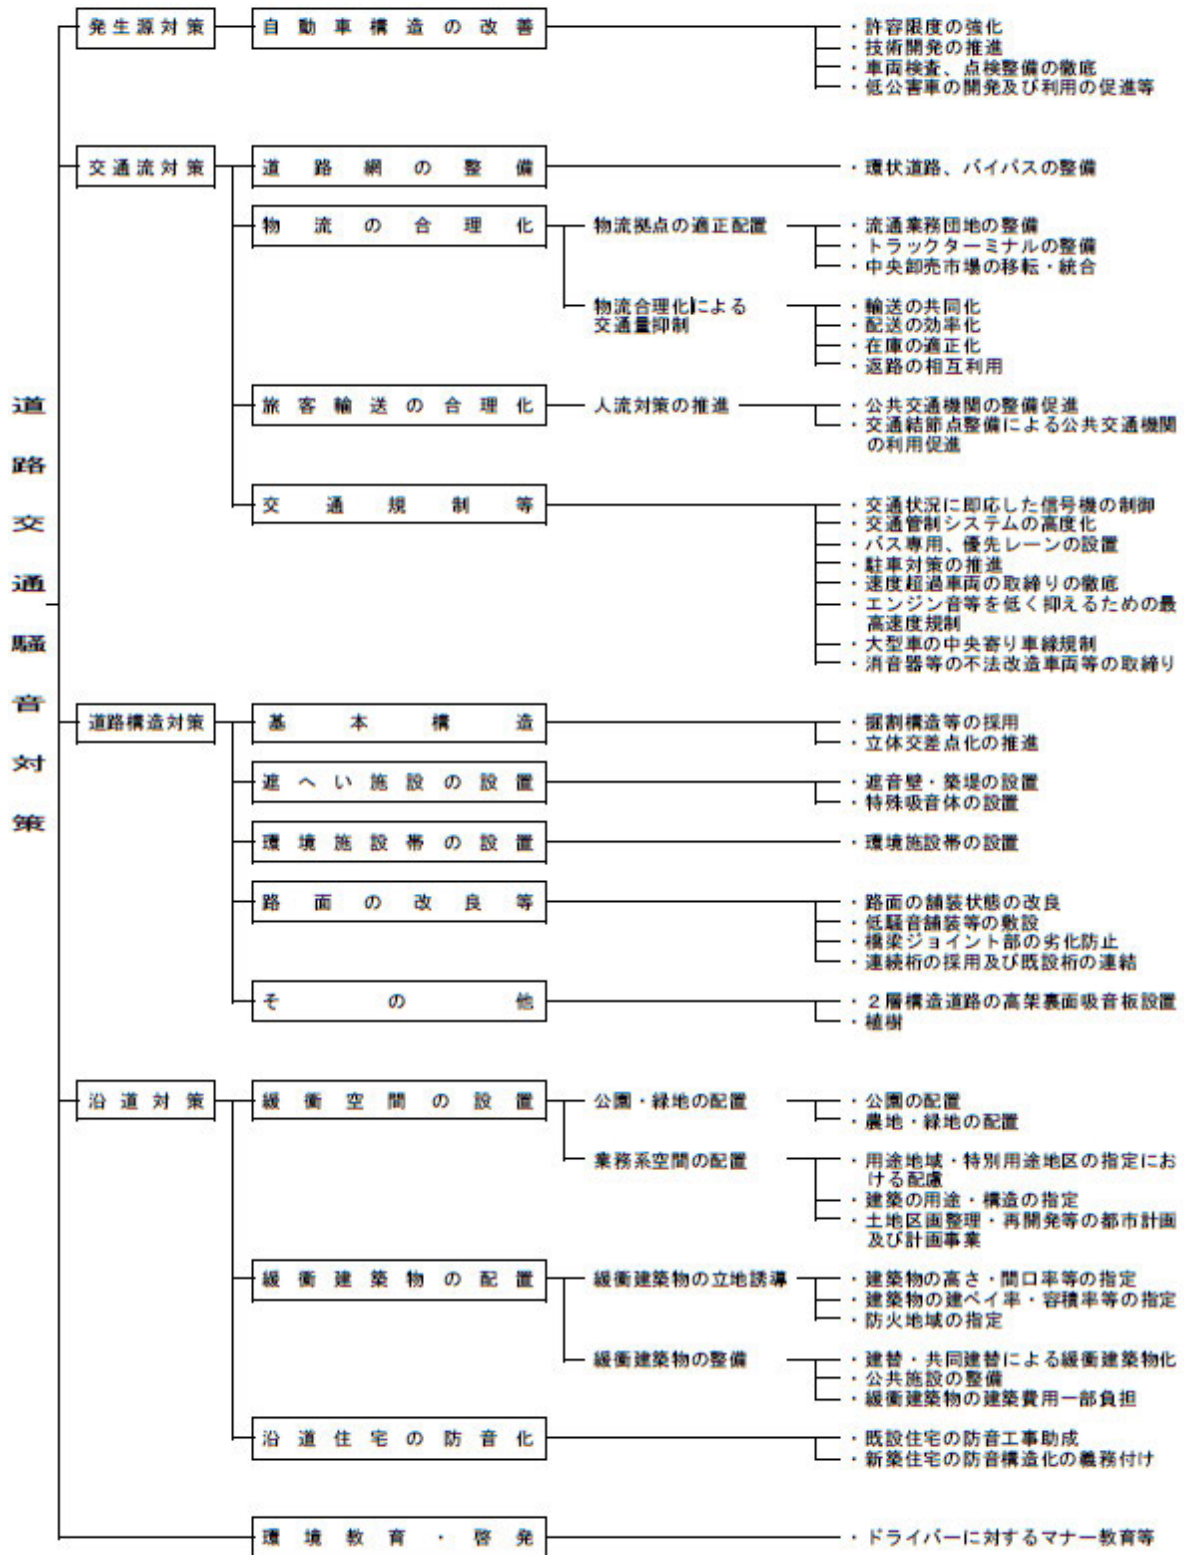 道路交通騒音対策
発生源対策
自動車構造の改善
・許容限度の強化
・技術開発の推進
・車両検査、点検整備の徹底
・低公害車の開発及び利用の促進等
交通流対策
道路網の整備
・環状道路、バイパスの整備
物流の合理化
物流拠点の適正配置
・流通業務団地の整備
・トラックターミナルの整備
・中央卸売市場の移転・統合
物流合理化による
交通量抑制
・輸送の共同化
・配送の効率化
・在庫の適正化
・返路の相互利用
旅客輸送の合理化
人流対策の推進
・公共交通機関の整備促進
・交通結節点整備による公共交通機関
の利用促進
交通規制等
・交通状況に即応した信号機の制御
・交通管制システムの高度化
・バス専用、優先レーンの設置
・駐車対策の推進
・速度超過車両の取締りの徹底
・エンジン音等を低く抑えるための最
高速度規制
・大型車の中央寄り車線規制
・消音器等の不法改造車両等の取締り
道路構造対策
基本構造
・掘割構造等の採用
・立体交差点化の推進
遮へい施設の設置
・遮音壁・築堤の設置
・特殊吸音体の設置
環境施設帯の設置
・環境施設帯の設置
路面の改良等
・路面の舗装状態の改良
・低騒音舗装等の敷設
・橋梁ジョイント部の劣化防止
・連続桁の採用及び既設桁の連結
その他
・２層構造道路の高架裏面吸音板設置
・植樹
沿道対策
緩衝空間の設置
公園・緑地の配置
・公園の配置
・農地・緑地の配置
業務系空間の配置
・用途地域・特別用途地区の指定にお
ける配慮
・建築の用途・構造の指定
・土地区画整理・再開発等の都市計画
及び計画事業
緩衝建築物の配置
緩衝建築物の立地誘導
・建築物の高さ・間口率等の指定
・建築物の建ペイ率・容積率等の指定
・防火地域の指定
緩衝建築物の整備
・建替・共同建替による緩衝建築物化
・公共施設の整備
・緩衝建築物の建築費用一部負担
沿道住宅の防音化
・既設住宅の防音工事助成
・新築住宅の防音構造化の義務付け
環境教育・啓発
・ドライバーに対するマナー教育等